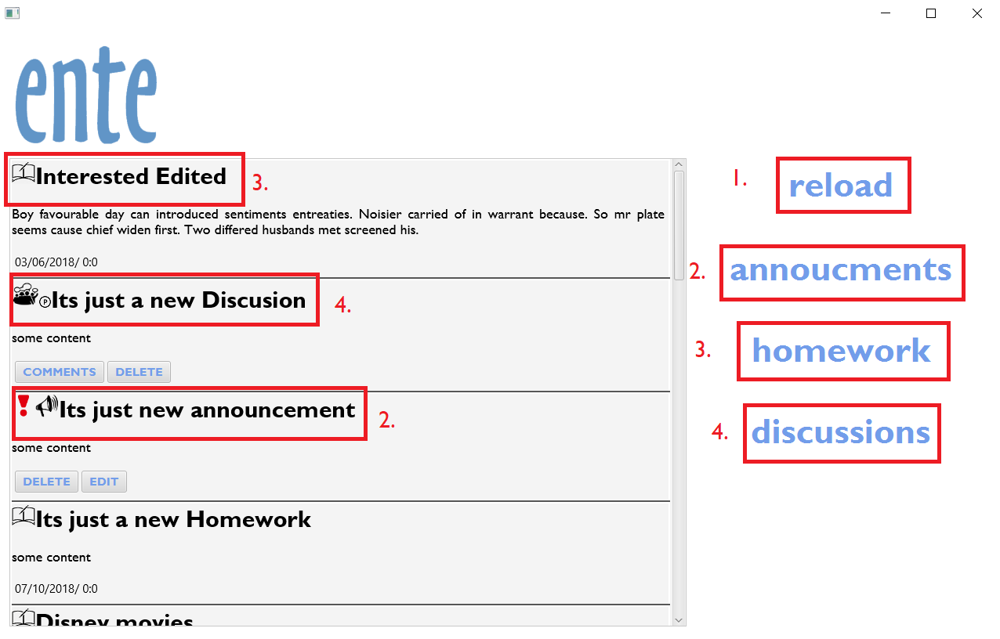 ente
Interested Edited
3.
Boy favourable day can introduced sentiments entreaties. Noisier carried of in warrant because. So mr plate
seems cause chief widen first. Two differed husbands met screened his.
03/06/2018/ 0:0
℗Its just a new Discusion
4.
some content
COMMENTS DELETE
Its just new announcement
2.
some content
DELETE EDIT
Its just a new Homework
some content
07/10/2018/ 0:0
Disney movies
1. reload
2. annoucments
3. homework
4. discussions